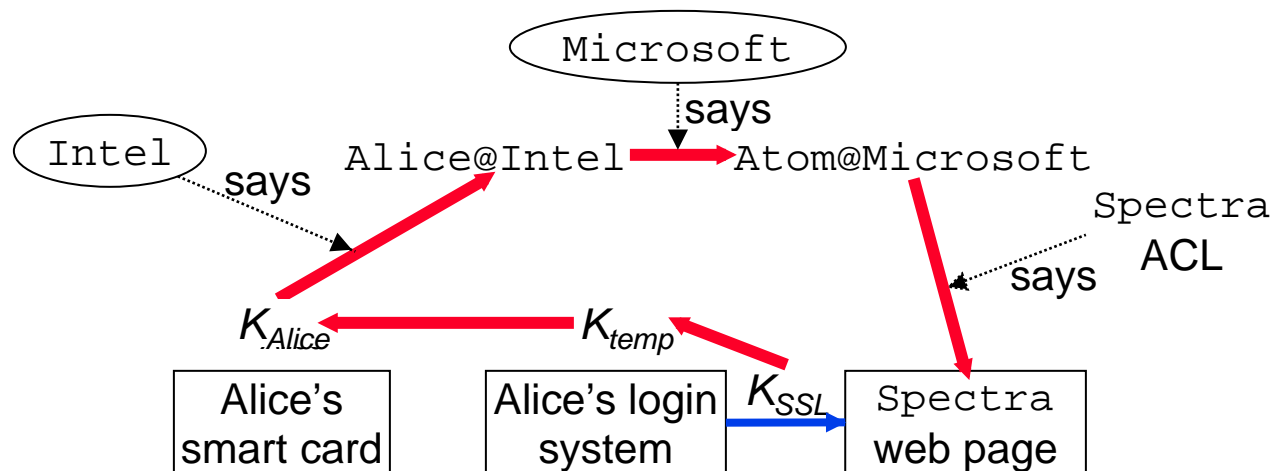 Microsoft
says
Intel
Alice@Intel
Atom@Microsoft
says
Spectra
ACL
says
K_Alice
K_temp
K_SSL
Alice’s
smart card
Alice’s login
system
Spectra
web page